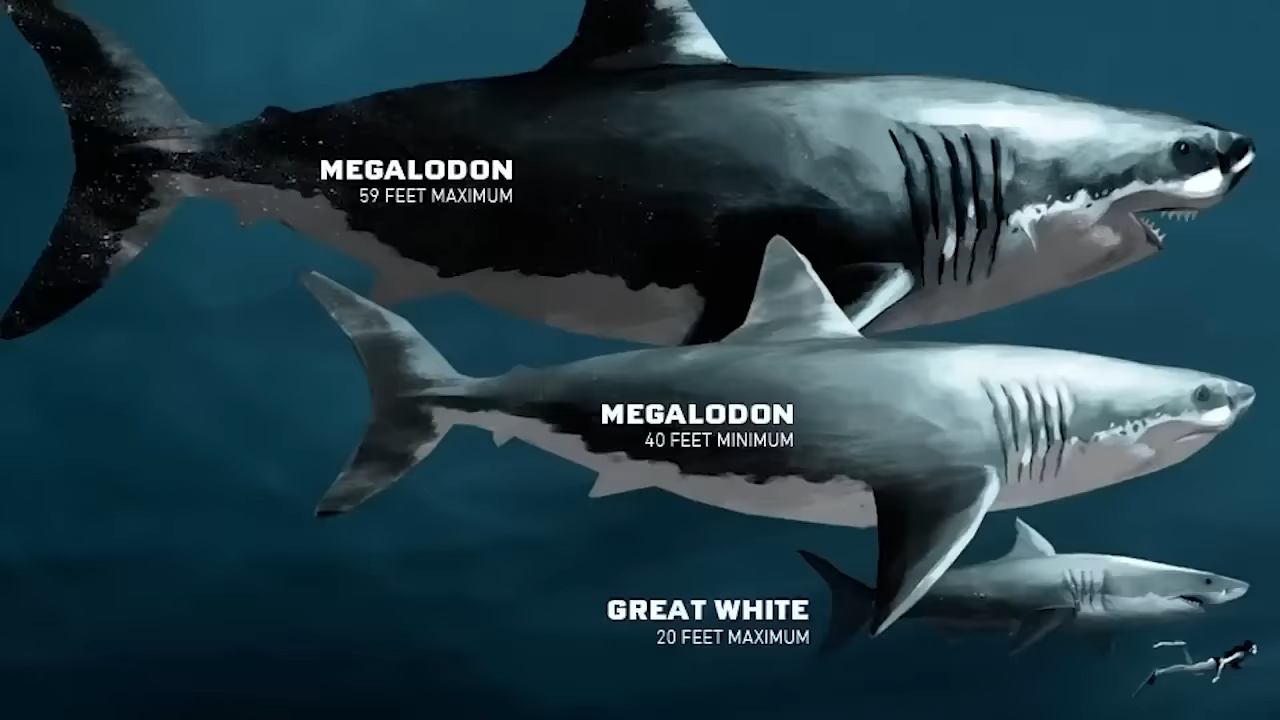 MEGALODON
59 FEET MAXIMUM
MEGALODON
40 FEET MINIMUM
GREAT WHITE
20 FEET MAXIMUM